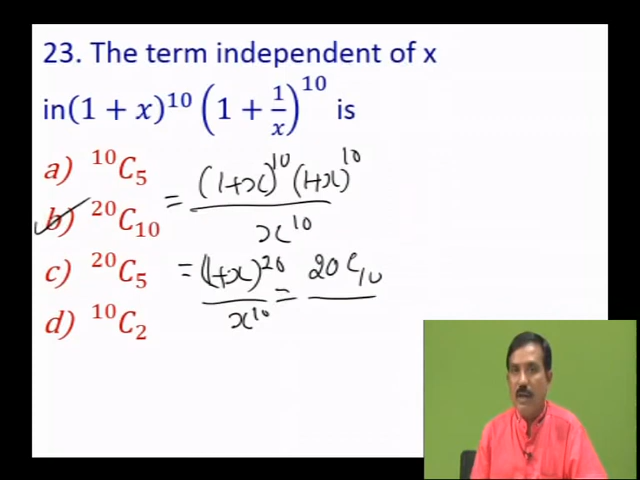 23. The term independent of x
in(1 + x)^10 (1 + 1/x)^10 is
a) ^10C_5
b) ^20C_10
c) ^20C_5
d) ^10C_2
= (1+x)^10 (1+x)^10 / x^10
= (1+x)^20 / x^10 = 20C_10